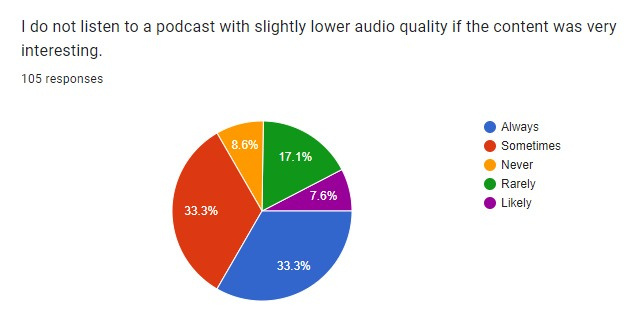 I do not listen to a podcast with slightly lower audio quality if the content was very
interesting.
105 responses
8.6%
17.1%
7.6%
33.3%
33.3%
Always
Sometimes
Never
Rarely
Likely